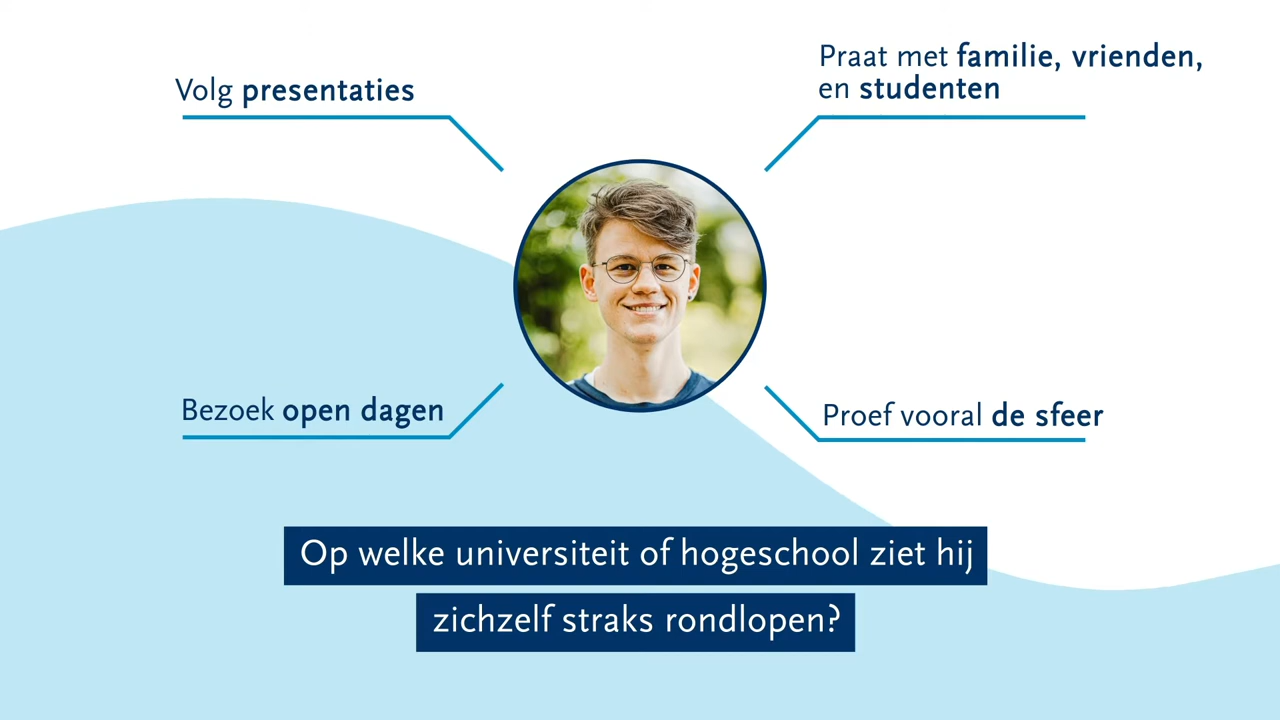 Volg presentaties
Praat met familie, vrienden,
en studenten
Bezoek open dagen
Proef vooral de sfeer
Op welke universiteit of hogeschool ziet hij
zichzelf straks rondlopen?